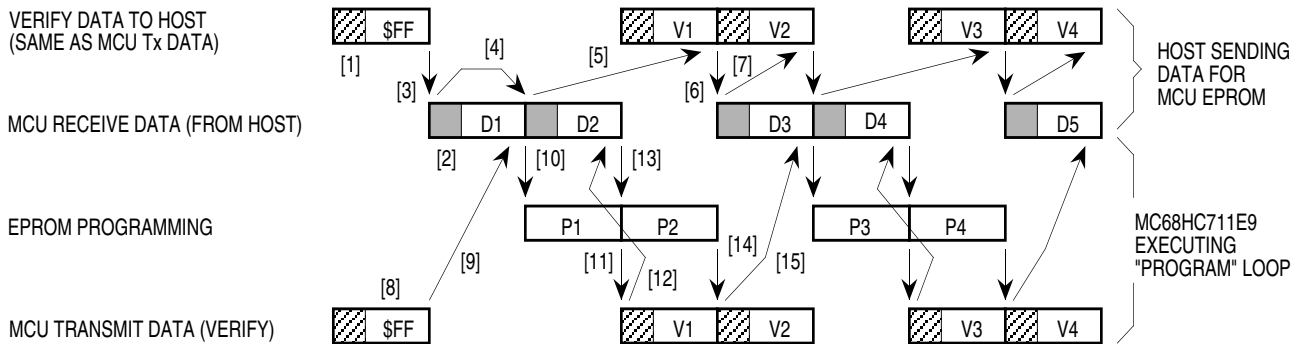 VERIFY DATA TO HOST
(SAME AS MCU Tx DATA)
$FF
V1
V2
V3
V4
[1]
[3]
[4]
[5]
[6]
[7]
HOST SENDING
DATA FOR
MCU EPROM
MCU RECEIVE DATA (FROM HOST)
D1
D2
D3
D4
D5
[2]
[10]
[13]
EPROM PROGRAMMING
P1
P2
P3
P4
MC68HC711E9
EXECUTING
"PROGRAM" LOOP
[8]
[9]
[11]
[12]
[14]
[15]
MCU TRANSMIT DATA (VERIFY)
$FF
V1
V2
V3
V4